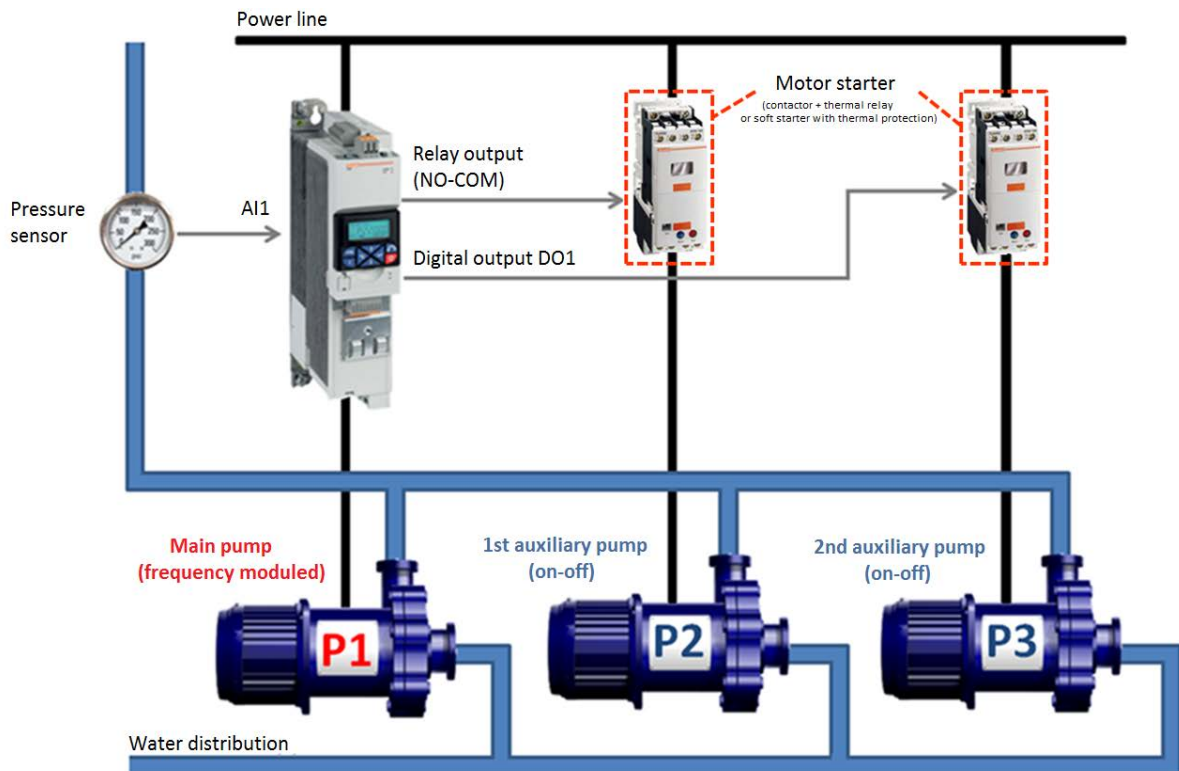 Power line
Motor starter
(contactor + thermal relay
or soft starter with thermal protection)
Relay output
(NO-COM)
Pressure
sensor
AI1
Digital output DO1
Main pump
(frequency moduled)
1st auxiliary pump
(on-off)
2nd auxiliary pump
(on-off)
P1
P2
P3
Water distribution